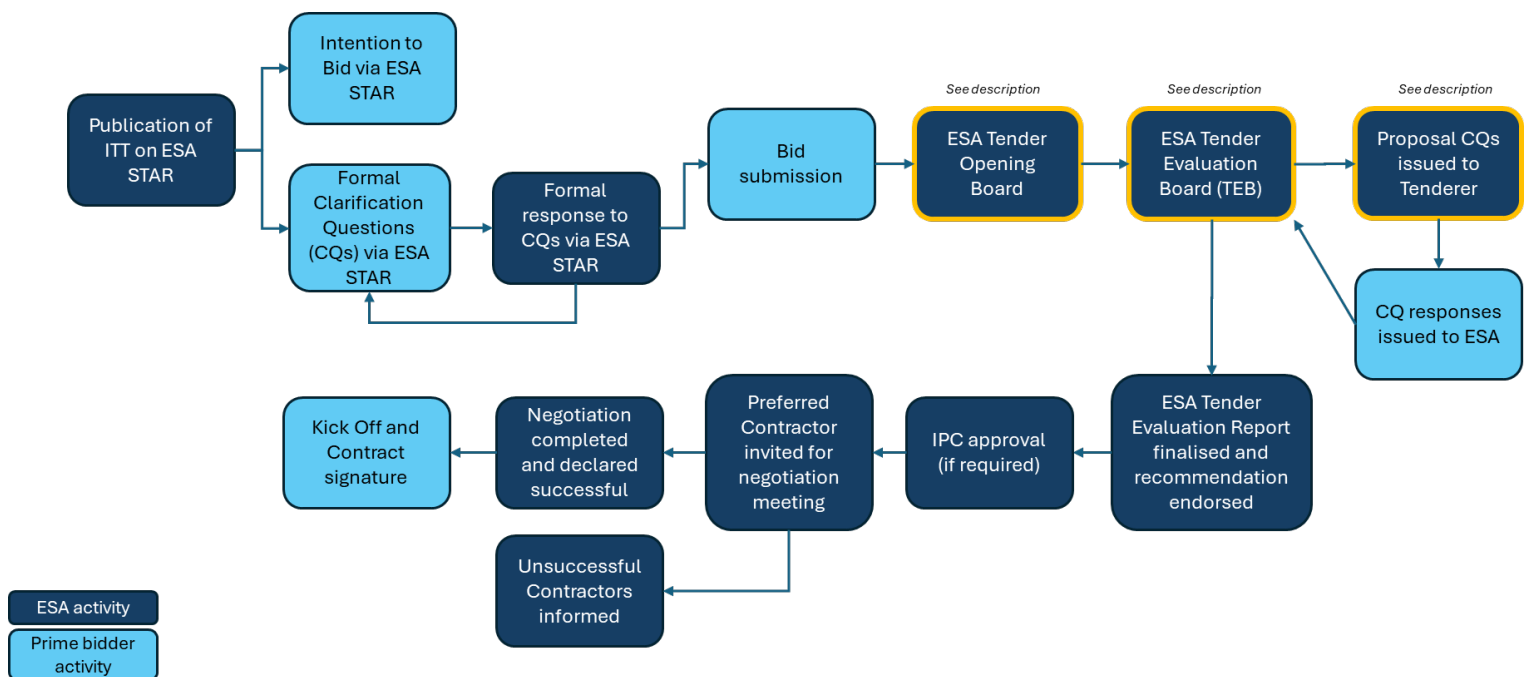 Publication of
ITT on ESA
STAR
Intention to
Bid via ESA
STAR
Formal
Clarification
Questions
(CQs) via ESA
STAR
Formal
response to
CQs via ESA
STAR
Bid
submission
See description
ESA Tender
Opening
Board
See description
ESA Tender
Evaluation
Board (TEB)
See description
Proposal CQs
issued to
Tenderer
CQ responses
issued to ESA
ESA Tender
Evaluation Report
finalised and
recommendation
endorsed
IPC approval
(if required)
Preferred
Contractor
invited for
negotiation
meeting
Negotiation
completed
and declared
successful
Kick Off and
Contract
signature
Unsuccessful
Contractors
informed
ESA activity
Prime bidder
activity